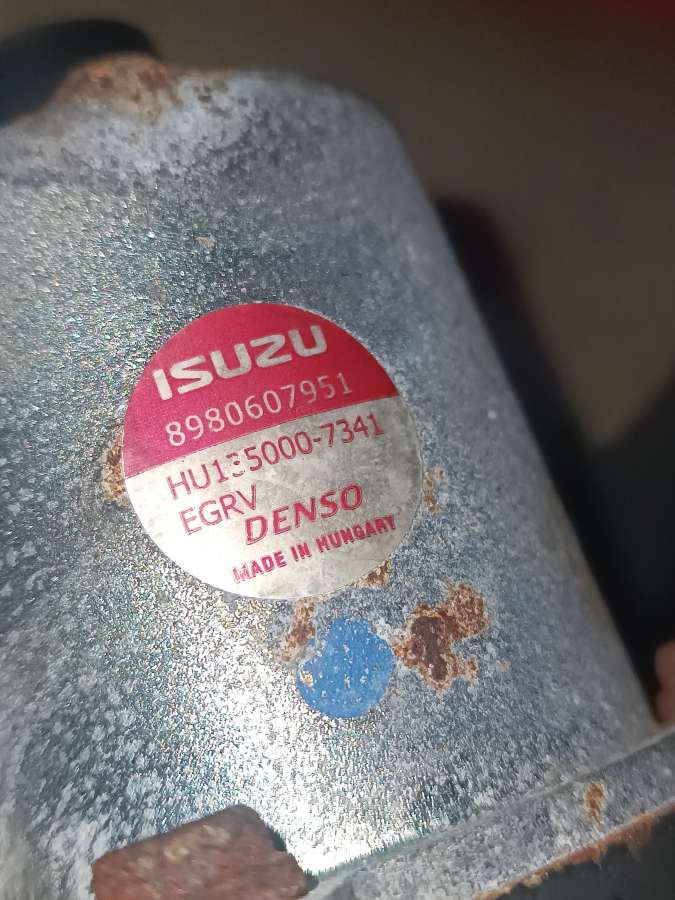 ISUZU
8980607951
HU135000-7341
EGRV
DENSO
MADE IN HUNGARY